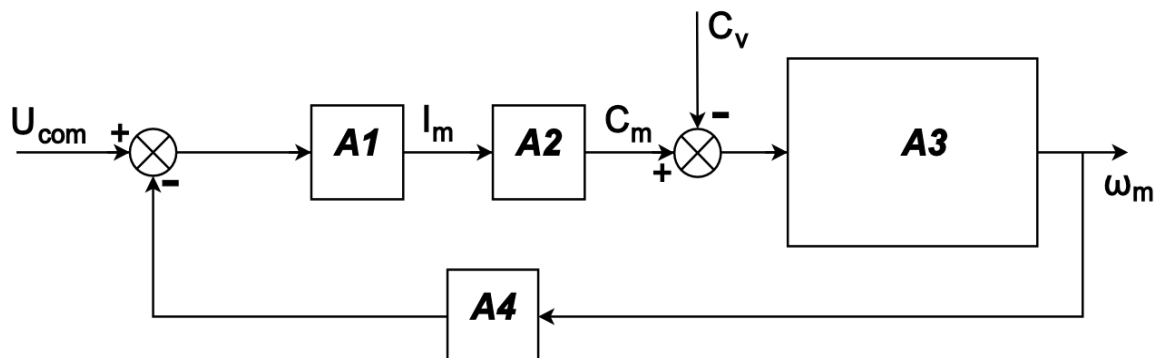 C_v
U_com
+
-
A1
I_m
A2
C_m
+
-
A3
ω_m
A4